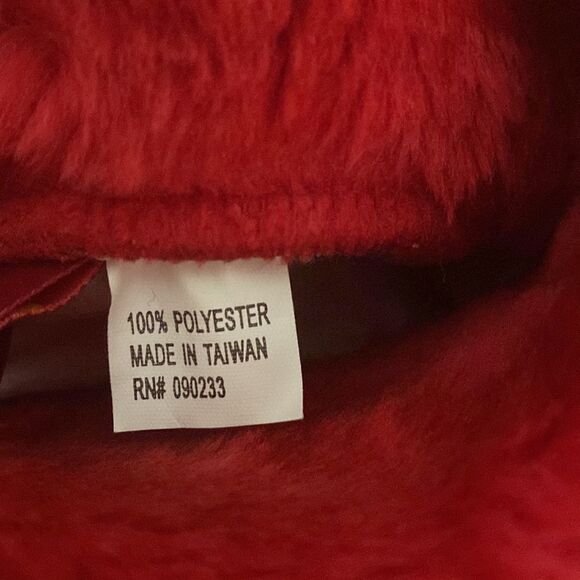 100% POLYESTER
MADE IN TAIWAN
RN# 090233